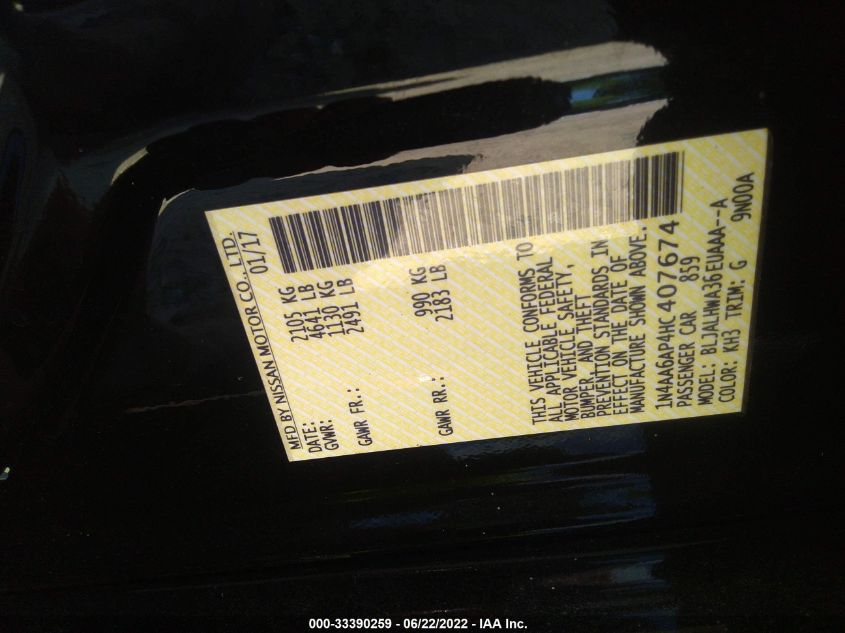 MFD BY NISSAN MOTOR CO., LTD.
DATE: 01/17
GVWR: 2105 KG
4641 LB
GAWR FR.: 1130 KG
2491 LB
GAWR RR.: 990 KG
2183 LB
THIS VEHICLE CONFORMS TO
ALL APPLICABLE FEDERAL
MOTOR VEHICLE SAFETY,
BUMPER, AND THEFT
PREVENTION STANDARDS IN
EFFECT ON THE DATE OF
MANUFACTURE SHOWN ABOVE.
1N4AA6AP4HC407674
PASSENGER CAR 859
MODEL: BLJALHWA36EUAAA--A
COLOR: KH3 TRIM: G 9N00A
000-33390259 - 06/22/2022 - IAA Inc.